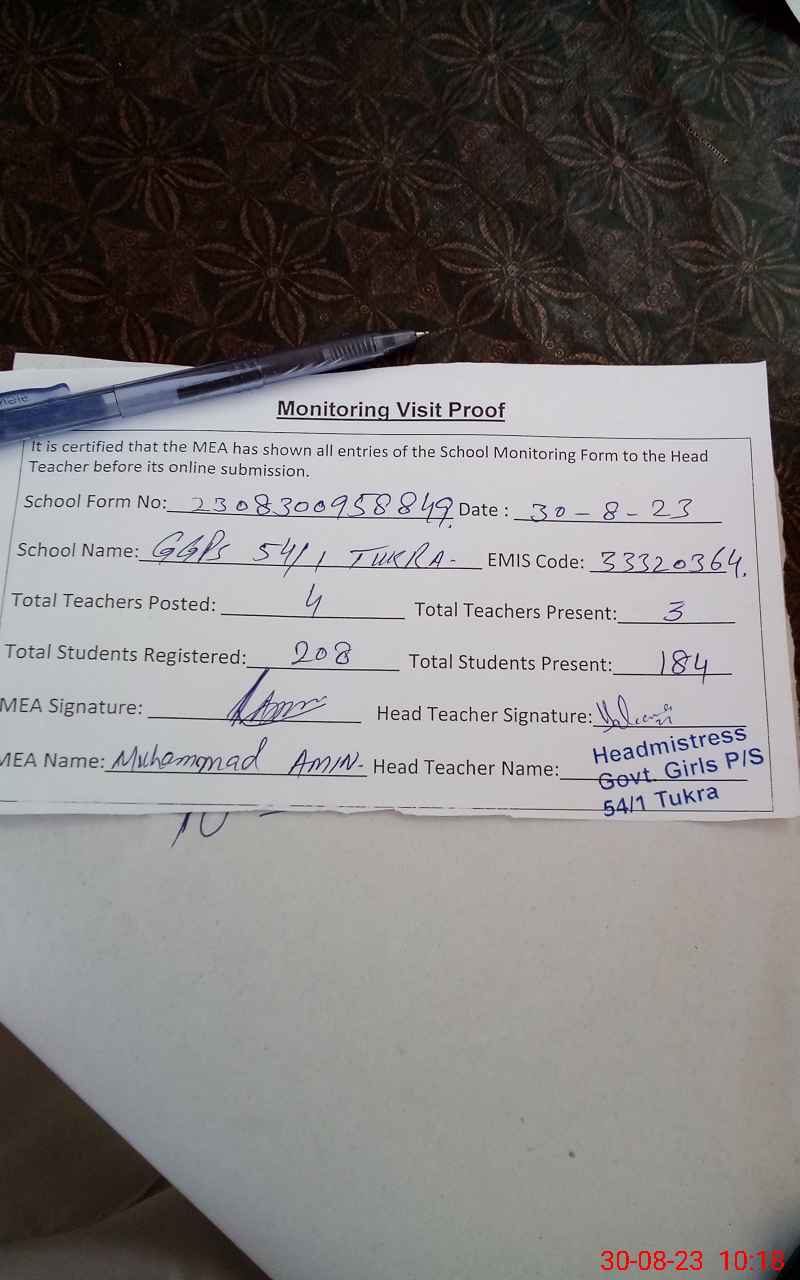 Monitoring Visit Proof
It is certified that the MEA has shown all entries of the School Monitoring Form to the Head
Teacher before its online submission.
School Form No: 2308300958849. Date : 30-8-23
School Name: GGPS 54/1 TUKRA- EMIS Code: 33320364.
Total Teachers Posted: 4 Total Teachers Present: 3
Total Students Registered: 208 Total Students Present: 184
MEA Signature: Amin Head Teacher Signature:
MEA Name: Muhammad AMIN- Head Teacher Name:
Headmistress
Govt. Girls P/S
54/1 Tukra
30-08-23 10:18